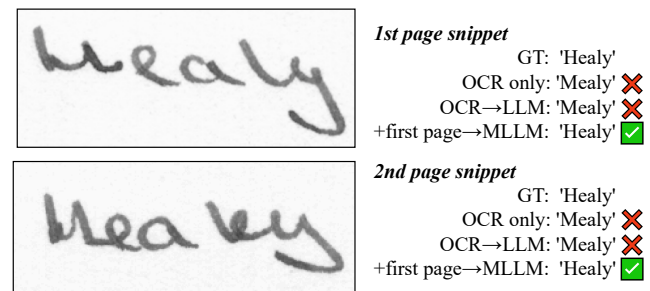 Healy
1st page snippet
GT: 'Healy'
OCR only: 'Mealy' ❌
OCR→LLM: 'Mealy' ❌
+first page→MLLM: 'Healy' ✅
Healy
2nd page snippet
GT: 'Healy'
OCR only: 'Mealy' ❌
OCR→LLM: 'Mealy' ❌
+first page→MLLM: 'Healy' ✅